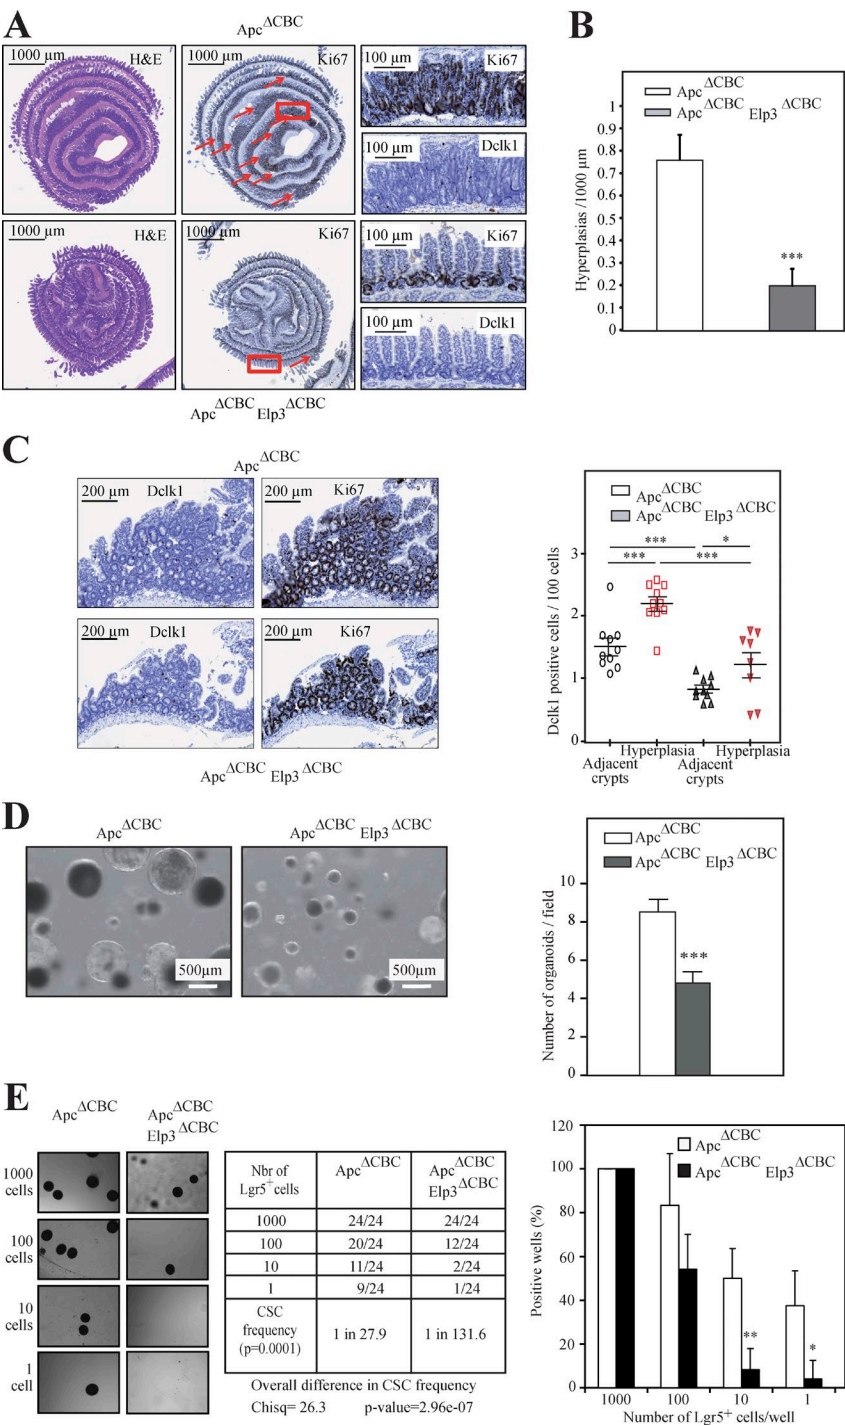 A
Apc ΔCBC
1000 µm
H&E
1000 µm
Ki67
100 µm
Ki67
100 µm
Dclk1
1000 µm
H&E
1000 µm
Ki67
100 µm
Ki67
100 µm
Dclk1
Apc ΔCBC Elp3 ΔCBC
B
Apc ΔCBC
Apc ΔCBC Elp3 ΔCBC
Hyperplasias /1000 µm
1
0.9
0.8
0.7
0.6
0.5
0.4
0.3
0.2
0.1
0
***
C
Apc ΔCBC
200 µm
Dclk1
200 µm
Ki67
200 µm
Dclk1
200 µm
Ki67
Apc ΔCBC Elp3 ΔCBC
Apc ΔCBC
Apc ΔCBC Elp3 ΔCBC
*** *
*** ***
Dclk1 positive cells / 100 cells
3
2
1
0
Adjacent crypts
Hyperplasia
Adjacent crypts
Hyperplasia
D
Apc ΔCBC
Apc ΔCBC Elp3 ΔCBC
500µm
500µm
Apc ΔCBC
Apc ΔCBC Elp3 ΔCBC
Number of organoids / field
10
8
6
4
2
0
***
E
Apc ΔCBC
Apc ΔCBC
Elp3 ΔCBC
1000
cells
100
cells
10
cells
1
cell
Nbr of Lgr5+cells Apc ΔCBC Apc ΔCBC Elp3 ΔCBC
1000 24/24 24/24
100 20/24 12/24
10 11/24 2/24
1 9/24 1/24
CSC frequency (p=0.0001) 1 in 27.9 1 in 131.6
Overall difference in CSC frequency
Chisq= 26.3 p-value=2.96e-07
Apc ΔCBC
Apc ΔCBC Elp3 ΔCBC
Positive wells (%)
120
100
80
60
40
20
0
**
*
1000 100 10 1
Number of Lgr5+ cells/well